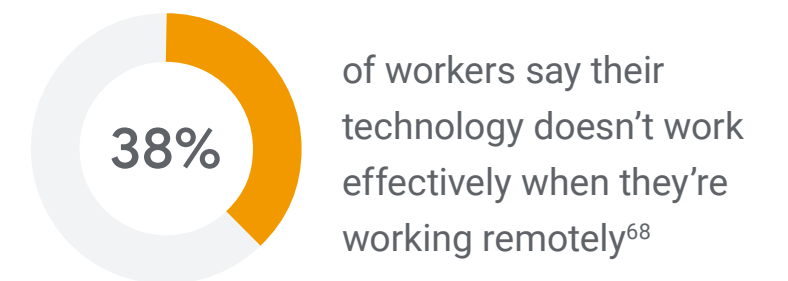 38%
of workers say their
technology doesn’t work
effectively when they’re
working remotely⁶⁸